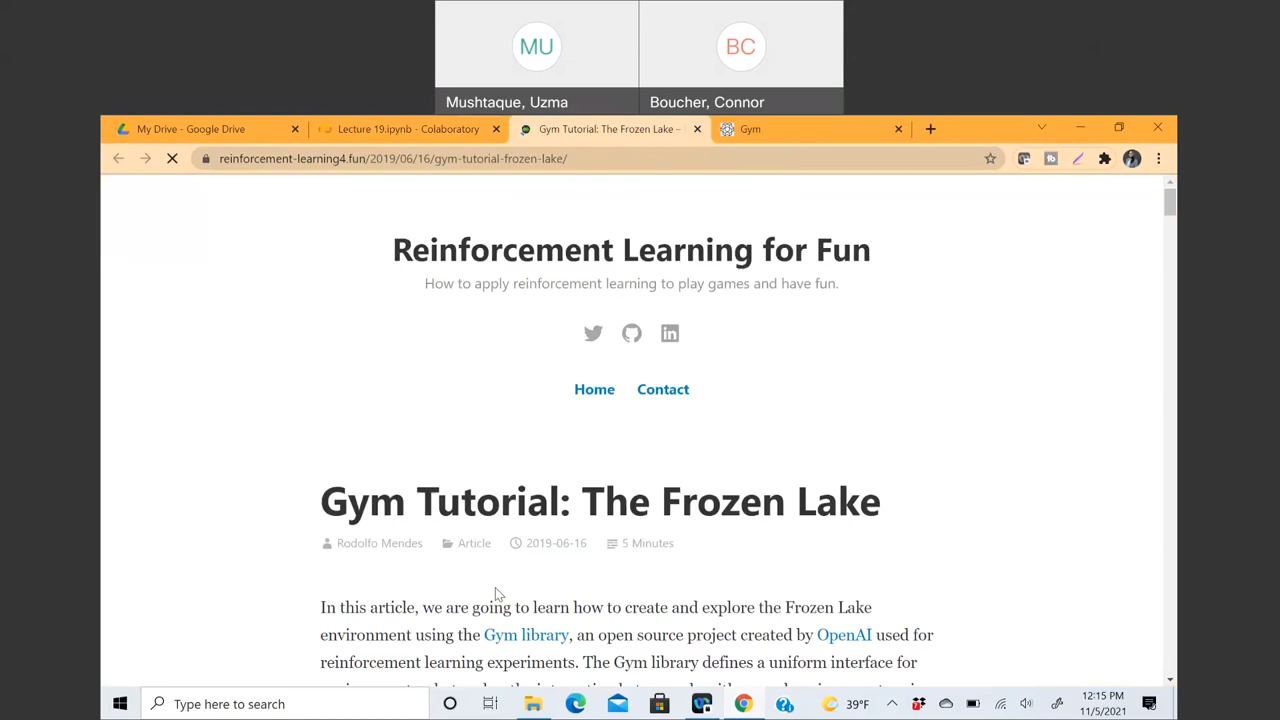 MU
BC
Mushtaque, Uzma
Boucher, Connor
My Drive - Google Drive
Lecture 19.ipynb - Colaboratory
Gym Tutorial: The Frozen Lake –
Gym
reinforcement-learning4.fun/2019/06/16/gym-tutorial-frozen-lake/
Reinforcement Learning for Fun
How to apply reinforcement learning to play games and have fun.
Home Contact
Gym Tutorial: The Frozen Lake
Rodolfo Mendes Article 2019-06-16 5 Minutes
In this article, we are going to learn how to create and explore the Frozen Lake
environment using the Gym library, an open source project created by OpenAI used for
reinforcement learning experiments. The Gym library defines a uniform interface for
Type here to search
39°F
12:15 PM
11/5/2021